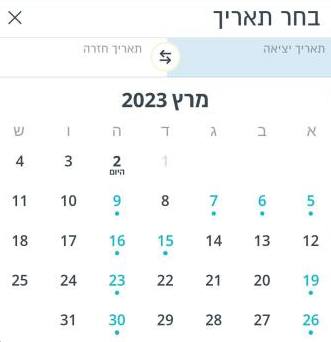 בחר תאריך
תאריך יציאה תאריך חזרה
מרץ 2023
א ב ג ד ה ו ש
1 2 3 4
היום
5 6 7 8 9 10 11
12 13 14 15 16 17 18
19 20 21 22 23 24 25
26 27 28 29 30 31